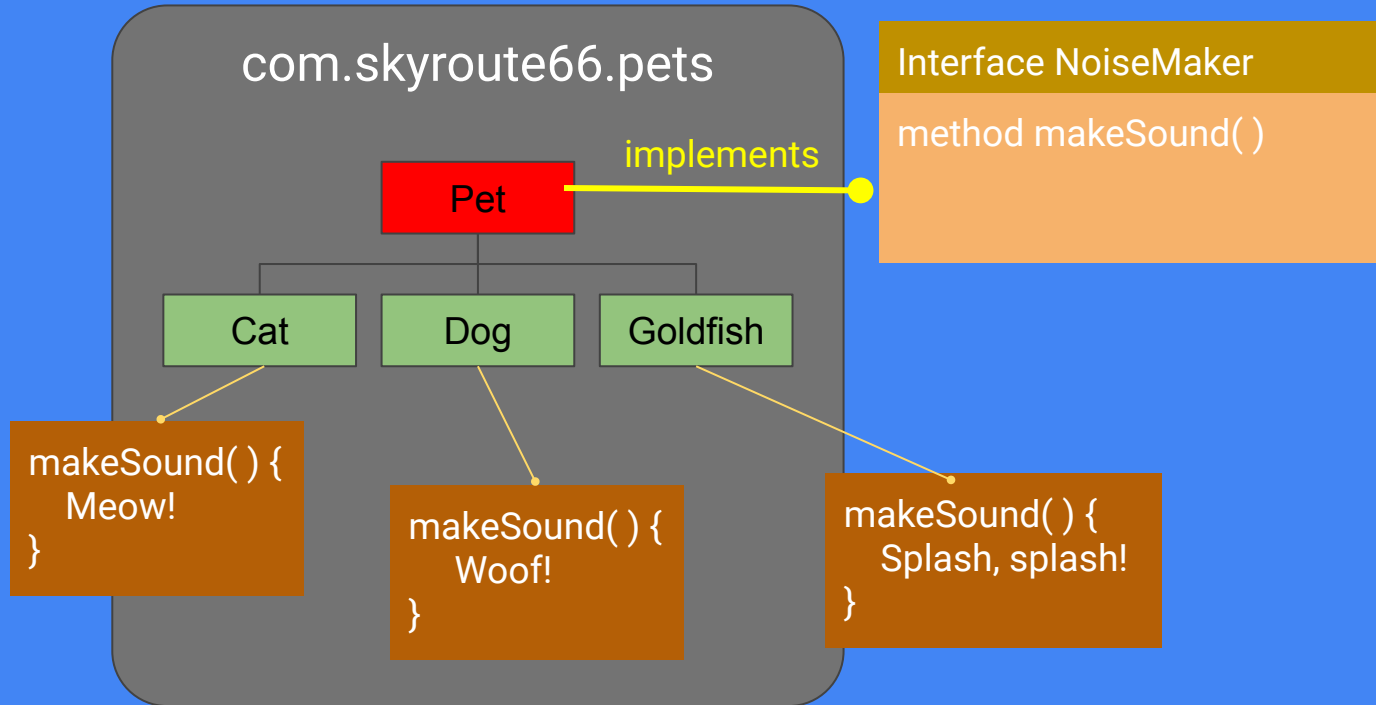 com.skyroute66.pets
Interface NoiseMaker
method makeSound( )
implements
Pet
Cat
Dog
Goldfish
makeSound( ) {
Meow!
}
makeSound( ) {
Woof!
}
makeSound( ) {
Splash, splash!
}